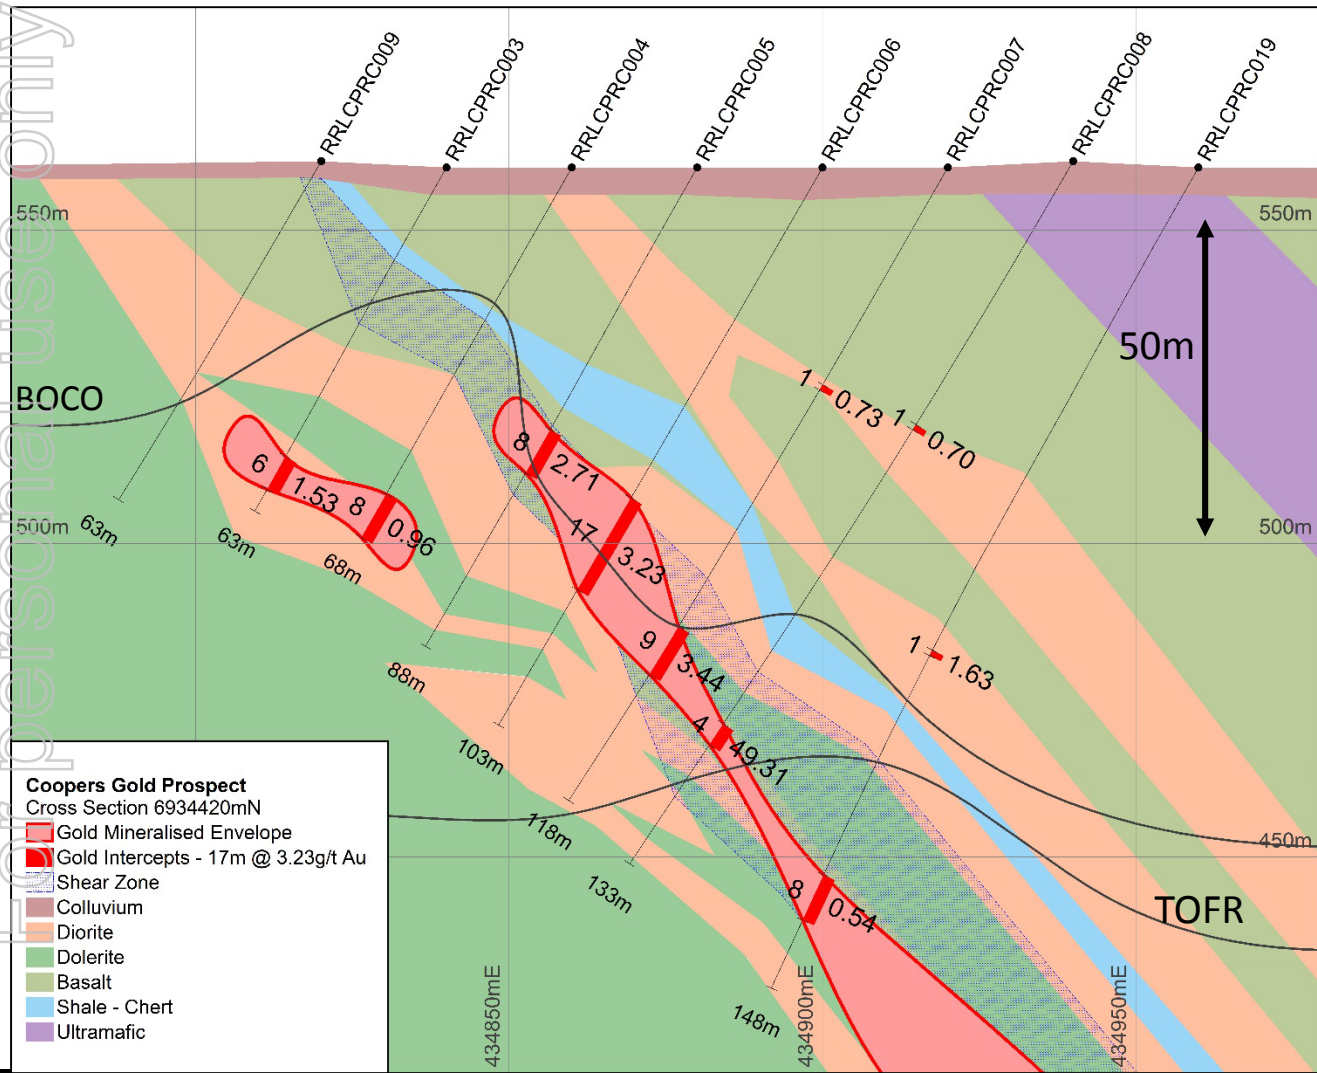 For personal use only
RRLCPRC009
RRLCPRC003
RRLCPRC004
RRLCPRC005
RRLCPRC006
RRLCPRC007
RRLCPRC008
RRLCPRC019
550m
550m
50m
BOCO
1
0.73
1
0.70
8
2.71
6
1.53
8
0.96
500m
500m
63m
63m
68m
17
3.23
9
3.44
1
1.63
88m
103m
4
49.31
118m
133m
450m
8
0.54
TOFR
148m
434850mE
434900mE
434950mE
Coopers Gold Prospect
Cross Section 6934420mN
Gold Mineralised Envelope
Gold Intercepts - 17m @ 3.23g/t Au
Shear Zone
Colluvium
Diorite
Dolerite
Basalt
Shale - Chert
Ultramafic